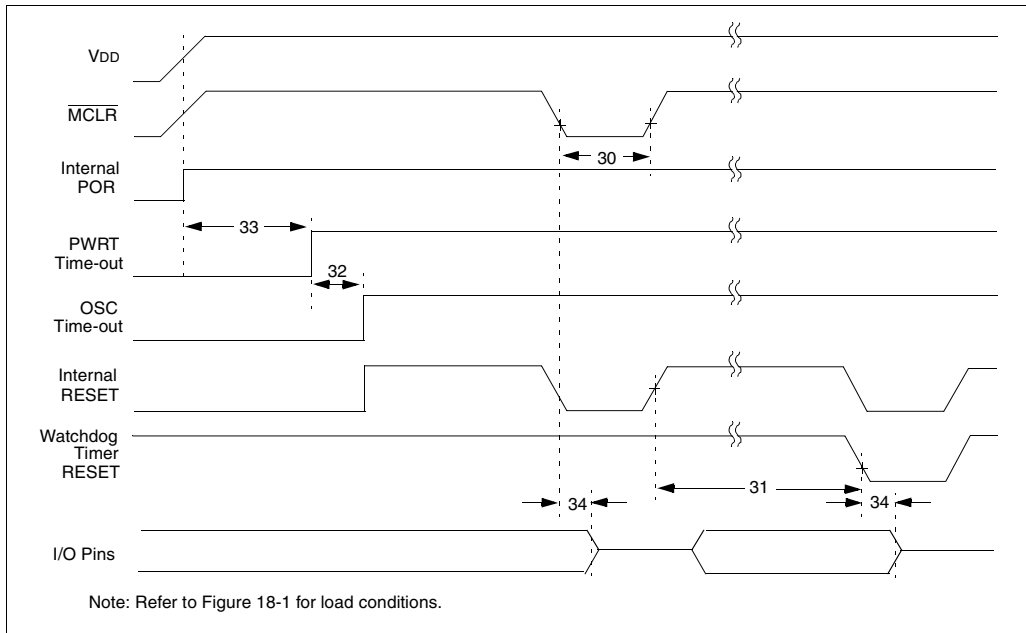 VDD
MCLR
30
Internal
POR
33
PWRT
Time-out
32
OSC
Time-out
Internal
RESET
Watchdog
Timer
RESET
31
34
34
I/O Pins
Note: Refer to Figure 18-1 for load conditions.